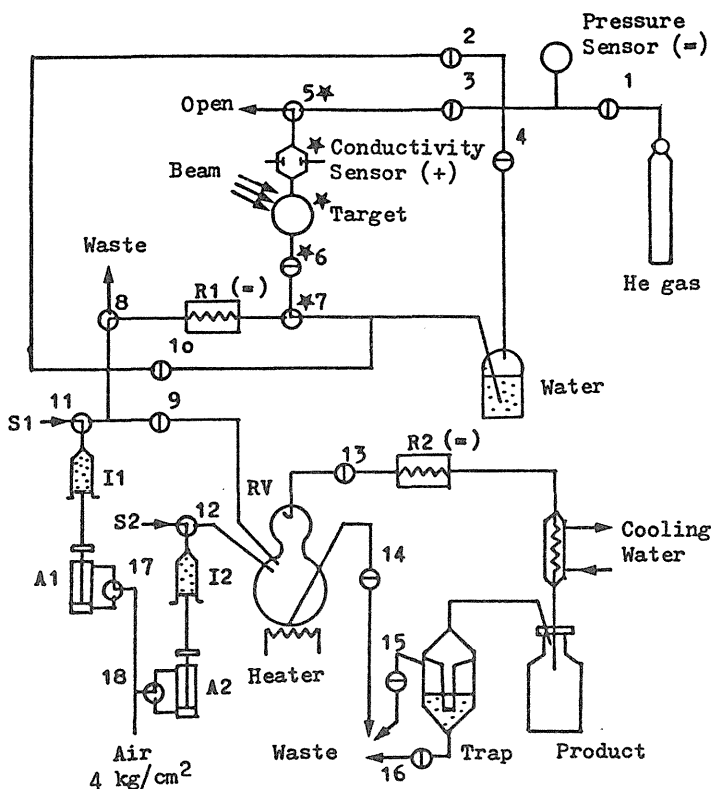 Pressure
Sensor (=)
2
5★
3
1
Open
4
★ Conductivity
Sensor (+)
Beam
★
Target
Waste
★6
He gas
R1 (=)
★7
8
1o
Water
11
9
S1
13
R2 (=)
I1
RV
S2
12
Cooling
Water
14
17
A1
I2
15
18
A2
Heater
Air
4 kg/cm²
Waste
16
Trap
Product